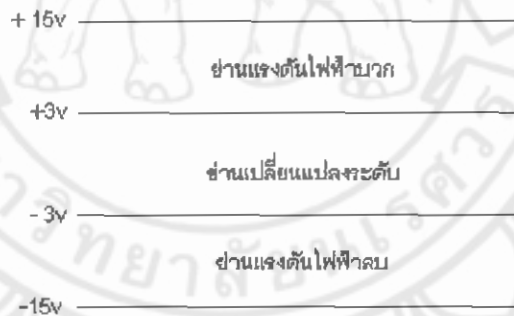 + 15v
ย่านแรงดันไฟฟ้าบวก
+3v
ย่านเปลี่ยนแปลงระดับ
- 3v
ย่านแรงดันไฟฟ้าลบ
-15v